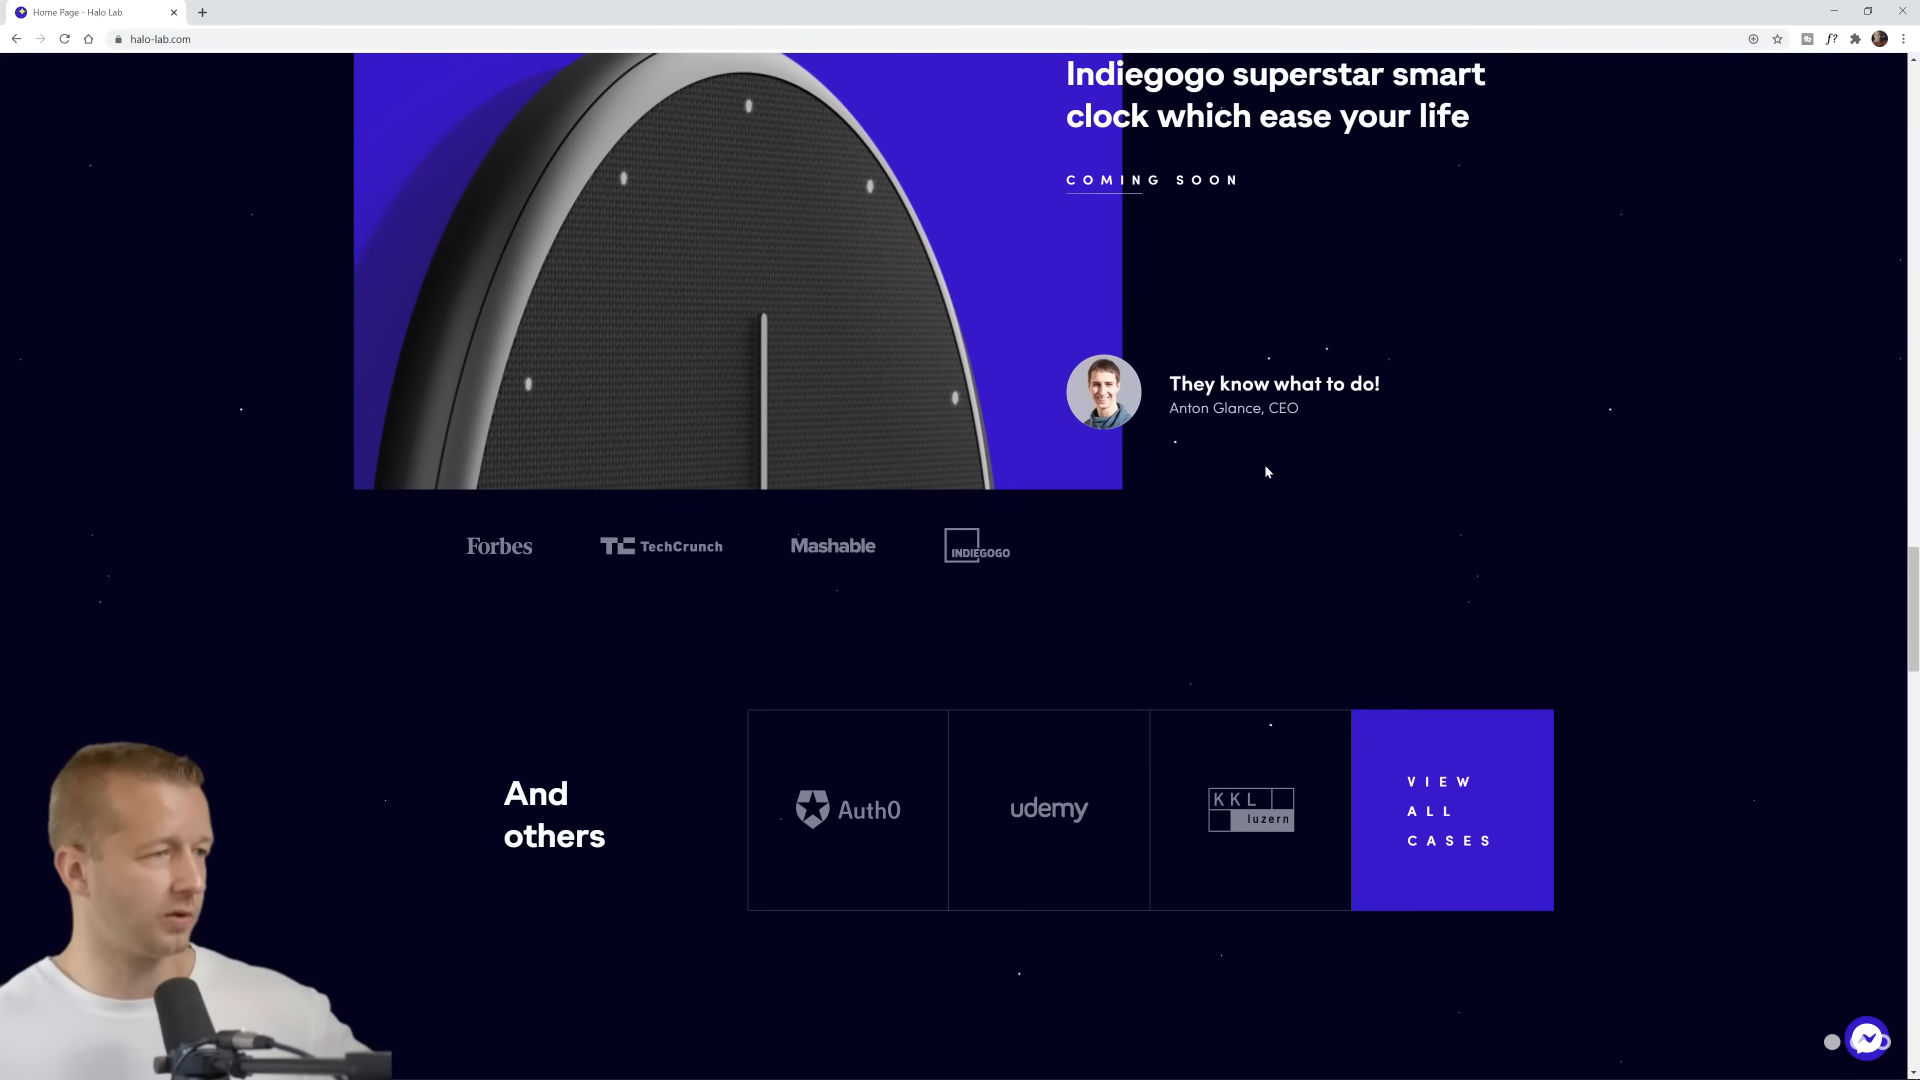 Home Page - Halo Lab
halo-lab.com
f?
Indiegogo superstar smart
clock which ease your life
COMING SOON
They know what to do!
Anton Glance, CEO
Forbes
TC TechCrunch
Mashable
INDIEGOGO
And
others
Auth0
udemy
KKL
luzern
VIEW
ALL
CASES